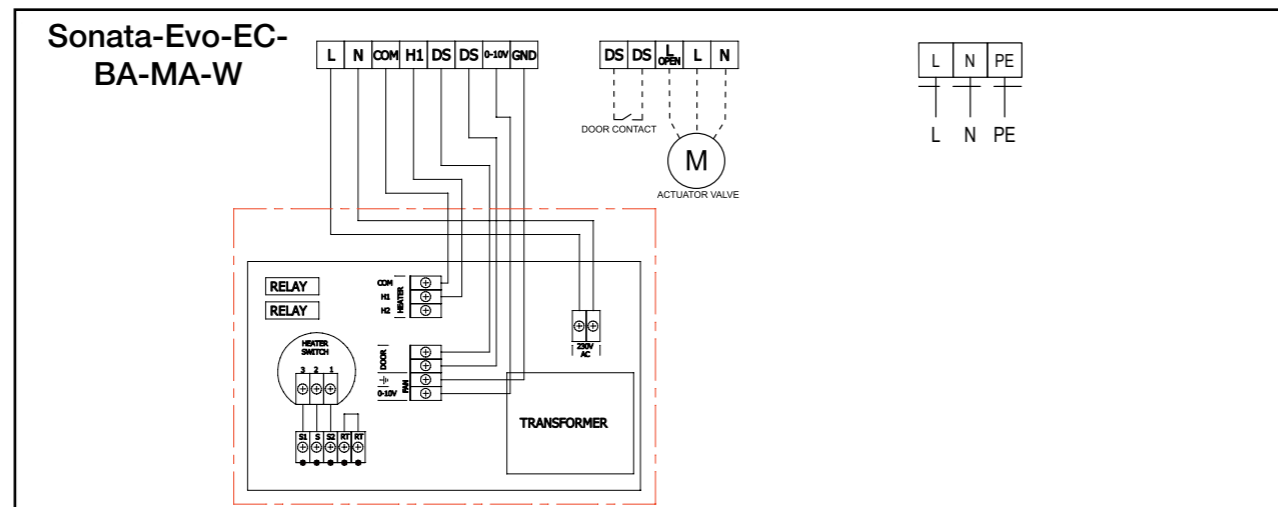 Sonata-Evo-EC-
BA-MA-W
L N COM H1 DS DS 0-10V GND
DS DS L OPEN L N
L N PE
DOOR CONTACT
M
ACTUATOR VALVE
L N PE
RELAY
RELAY
COM
H1
H2
HEATER
HEATER
SWITCH
3 2 1
DOOR
0-10V
FAN
230V
AC
TRANSFORMER
S1 S S2 RT RT